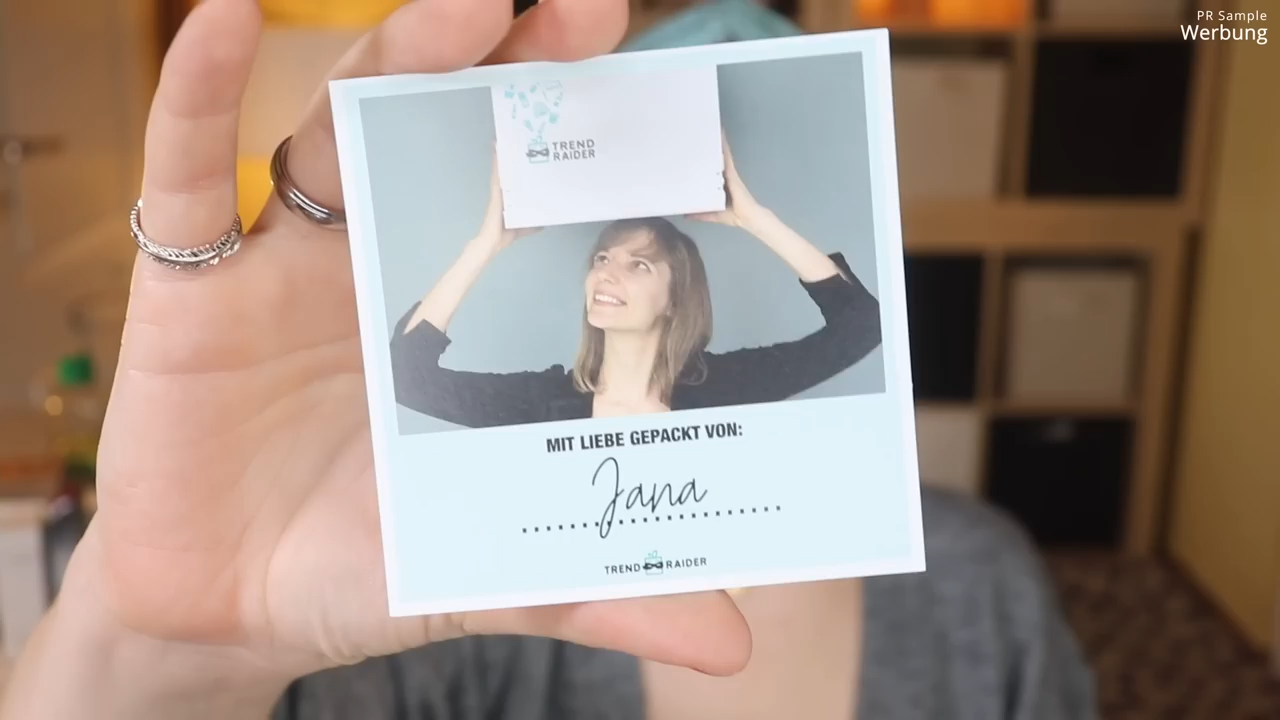 PR Sample
Werbung
TREND
RAIDER
MIT LIEBE GEPACKT VON:
Jana
TREND RAIDER